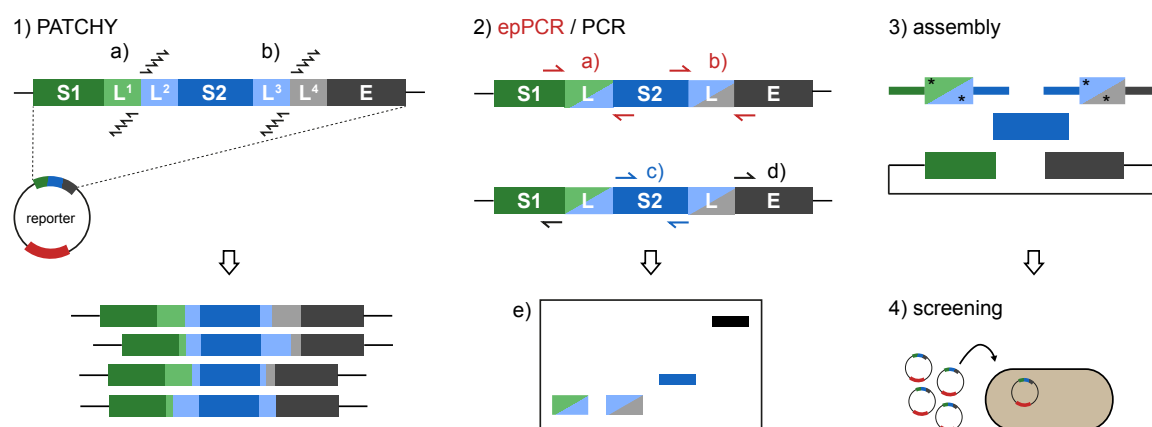 1) PATCHY
a)
b)
S1 L¹ L² S2 L³ L⁴ E
reporter
2) epPCR / PCR
a)
b)
S1 L S2 L E
c)
d)
S1 L S2 L E
e)
3) assembly
* *
* *
4) screening